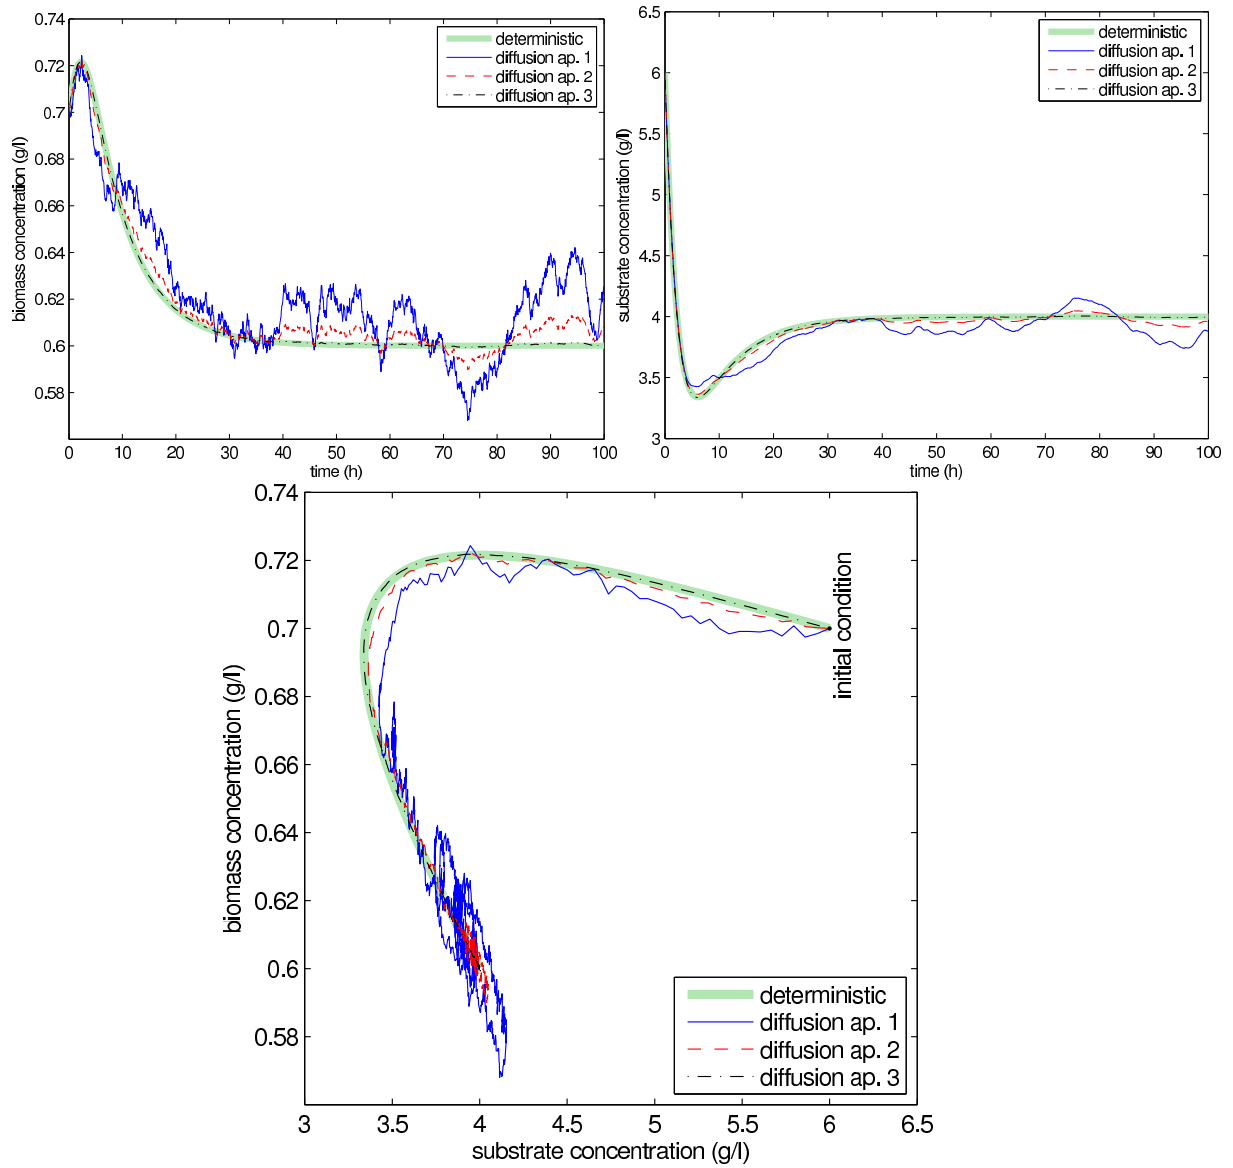 0.74
0.72
0.7
0.68
0.66
0.64
0.62
0.6
0.58
biomass concentration (g/l)
0 10 20 30 40 50 60 70 80 90 100
time (h)
deterministic
diffusion ap. 1
diffusion ap. 2
diffusion ap. 3
6.5
6
5.5
5
4.5
4
3.5
3
substrate concentration (g/l)
0 10 20 30 40 50 60 70 80 90 100
time (h)
deterministic
diffusion ap. 1
diffusion ap. 2
diffusion ap. 3
0.74
0.72
0.7
0.68
0.66
0.64
0.62
0.6
0.58
biomass concentration (g/l)
initial condition
deterministic
diffusion ap. 1
diffusion ap. 2
diffusion ap. 3
3 3.5 4 4.5 5 5.5 6 6.5
substrate concentration (g/l)